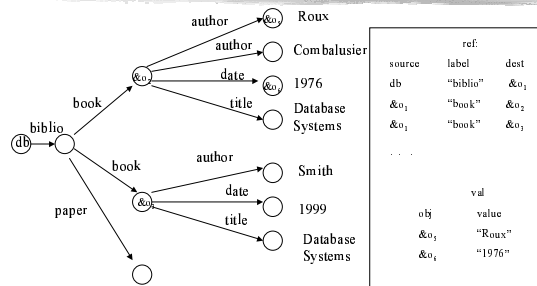 author
&o₅
Roux
author
Combalusier
&o₂
date
&o₆
1976
book
title
Database
Systems
biblio
db
book
author
Smith
paper
&o₃
date
1999
title
Database
Systems
ref:
source label dest
db “biblio” &o₁
&o₁ “book” &o₂
&o₁ “book” &o₃
. . .
val
obj value
&o₅ “Roux”
&o₆ “1976”